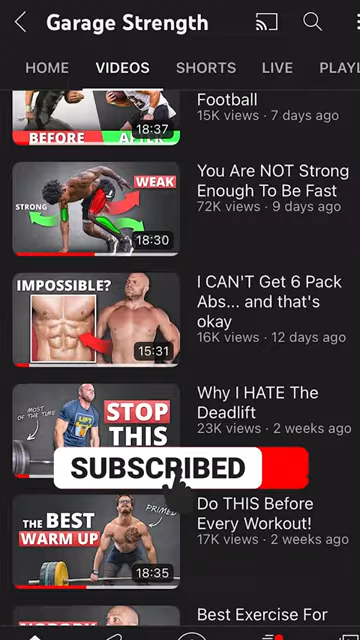 Garage Strength
HOME VIDEOS SHORTS LIVE PLAYL
Football
15K views · 7 days ago
BEFORE AFTER
18:37
You Are NOT Strong
Enough To Be Fast
72K views · 9 days ago
WEAK
STRONG
18:30
I CAN'T Get 6 Pack
Abs... and that's
okay
16K views · 12 days ago
IMPOSSIBLE?
15:31
Why I HATE The
Deadlift
23K views · 2 weeks ago
MOST OF THE TIME
STOP
THIS
SUBSCRIBED
Do THIS Before
Every Workout!
17K views · 2 weeks ago
THE BEST
WARM UP
PRIMED
18:35
Best Exercise For